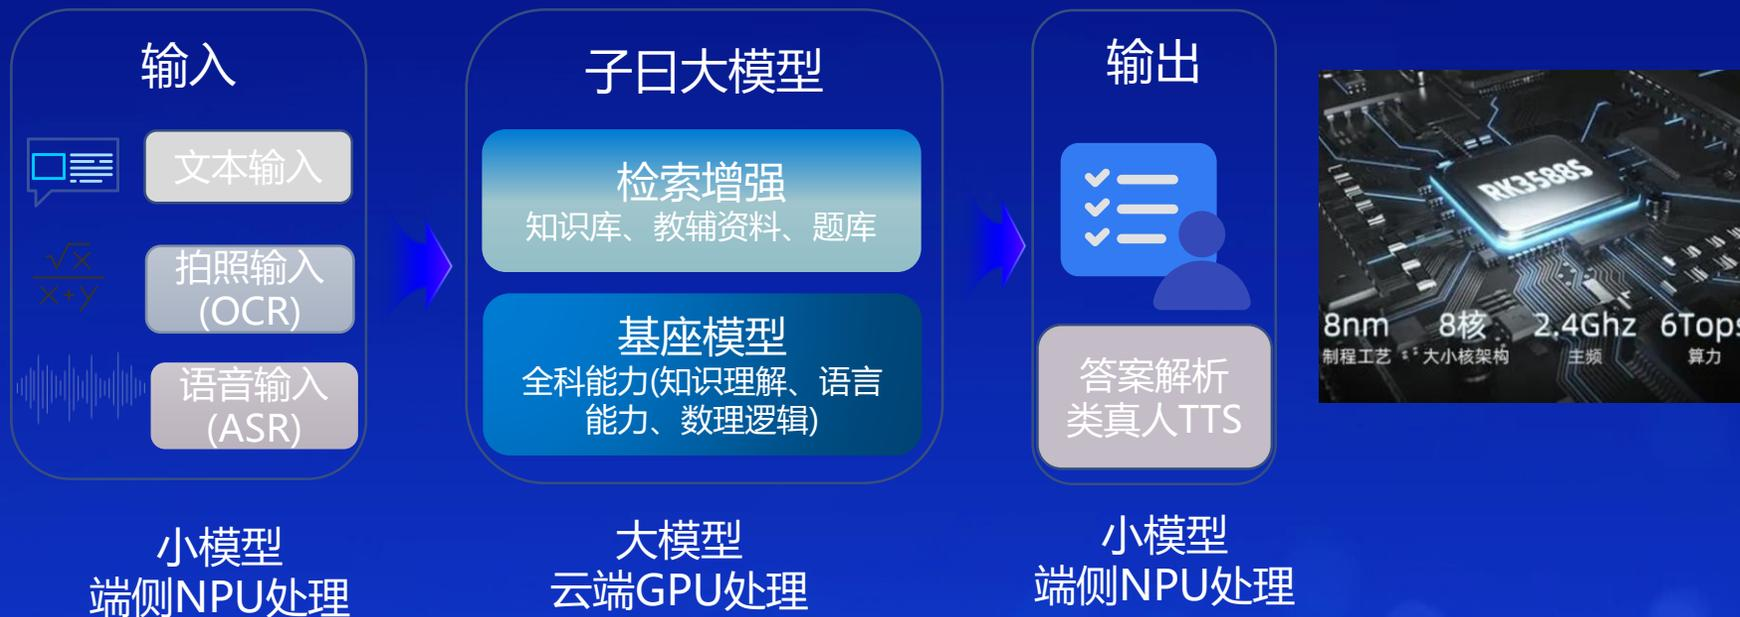 输入
文本输入
√x
x+y
拍照输入
(OCR)
语音输入
(ASR)
小模型
端侧NPU处理
子曰大模型
检索增强
知识库、教辅资料、题库
基座模型
全科能力(知识理解、语言
能力、数理逻辑)
大模型
云端GPU处理
输出
答案解析
类真人TTS
小模型
端侧NPU处理
RK3588S
8nm
制程工艺
8核
大小核架构
2.4Ghz
主频
6Tops
算力